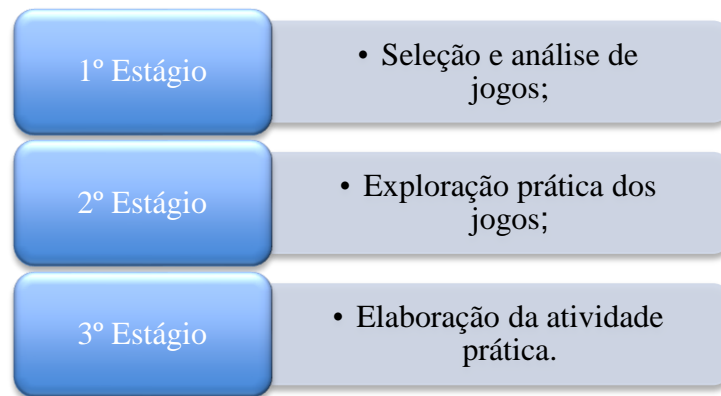 1º Estágio
• Seleção e análise de
jogos;
2º Estágio
• Exploração prática dos
jogos;
3º Estágio
• Elaboração da atividade
prática.